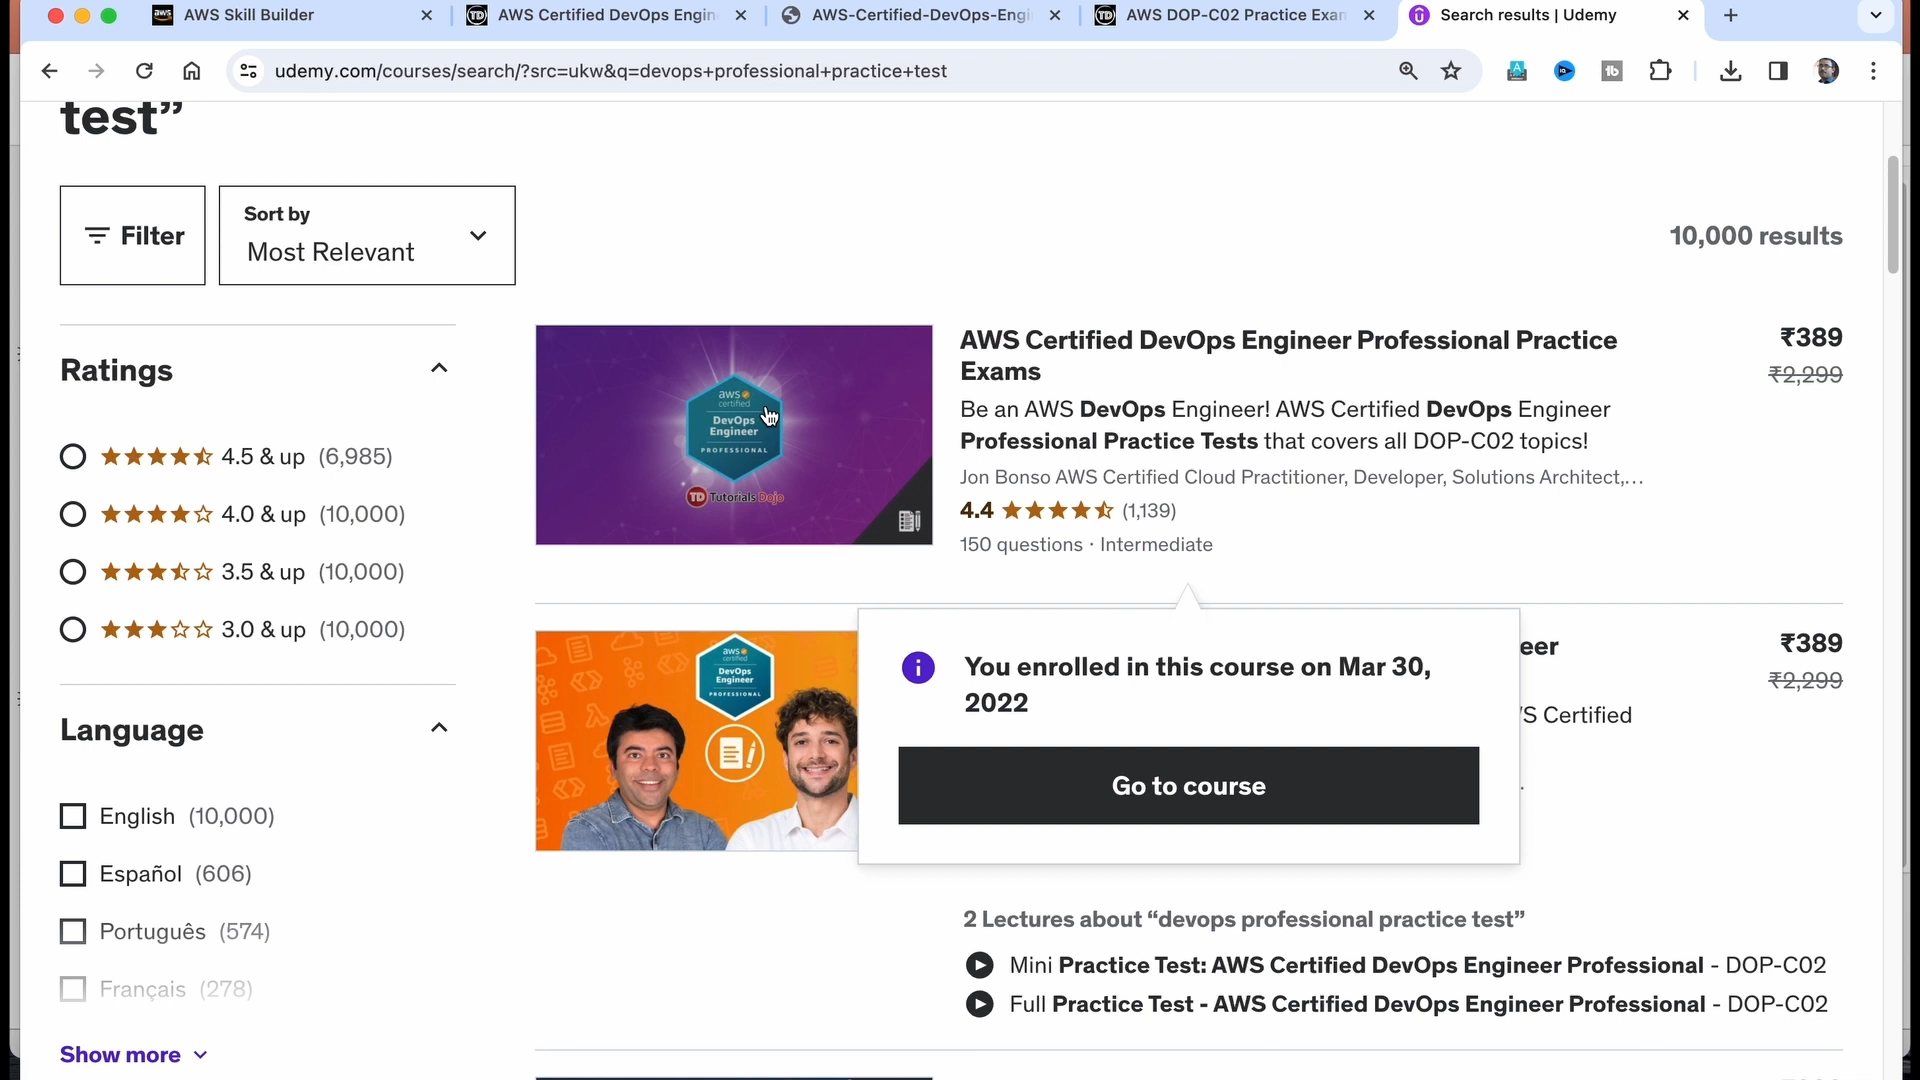 AWS Skill Builder
AWS Certified DevOps Engin
AWS-Certified-DevOps-Engi
AWS DOP-C02 Practice Exan
Search results | Udemy
udemy.com/courses/search/?src=ukw&q=devops+professional+practice+test
test”
Filter
Sort by
Most Relevant
10,000 results
Ratings
4.5 & up (6,985)
4.0 & up (10,000)
3.5 & up (10,000)
3.0 & up (10,000)
Language
English (10,000)
Español (606)
Português (574)
Français (278)
Show more
aws
certified
DevOps
Engineer
PROFESSIONAL
TD Tutorials Dojo
AWS Certified DevOps Engineer Professional Practice
Exams
₹389
₹2,299
Be an AWS DevOps Engineer! AWS Certified DevOps Engineer
Professional Practice Tests that covers all DOP-C02 topics!
Jon Bonso AWS Certified Cloud Practitioner, Developer, Solutions Architect,…
4.4 (1,139)
150 questions · Intermediate
You enrolled in this course on Mar 30,
2022
Go to course
aws
certified
DevOps
Engineer
PROFESSIONAL
eer
₹389
₹2,299
'S Certified
2 Lectures about “devops professional practice test”
Mini Practice Test: AWS Certified DevOps Engineer Professional - DOP-C02
Full Practice Test - AWS Certified DevOps Engineer Professional - DOP-C02